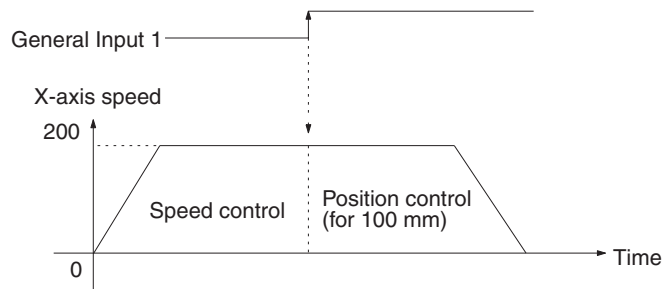 General Input 1
X-axis speed
200
Speed control
Position control
(for 100 mm)
Time
0